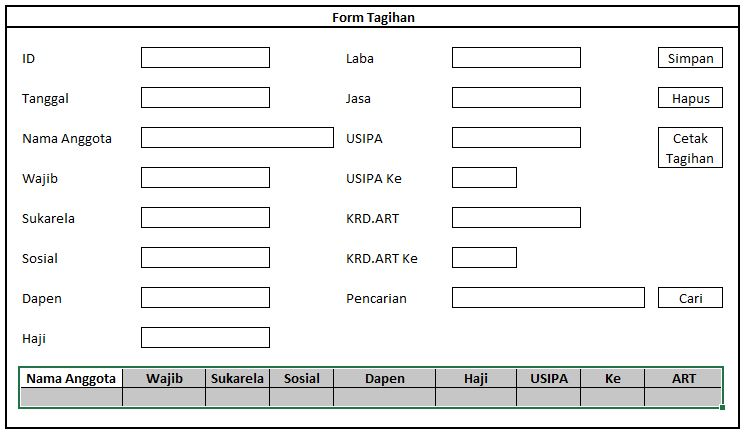 Form Tagihan
ID Laba Simpan
Tanggal Jasa Hapus
Nama Anggota USIPA Cetak
Tagihan
Wajib USIPA Ke
Sukarela KRD.ART
Sosial KRD.ART Ke
Dapen Pencarian Cari
Haji
Nama Anggota Wajib Sukarela Sosial Dapen Haji USIPA Ke ART